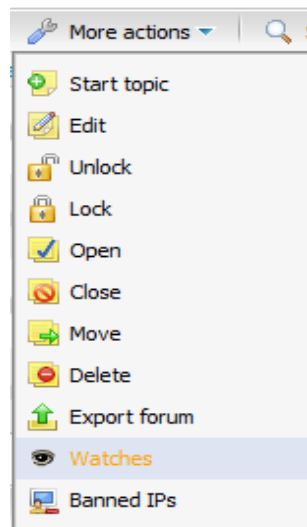 More actions
Start topic
Edit
Unlock
Lock
Open
Close
Move
Delete
Export forum
Watches
Banned IPs